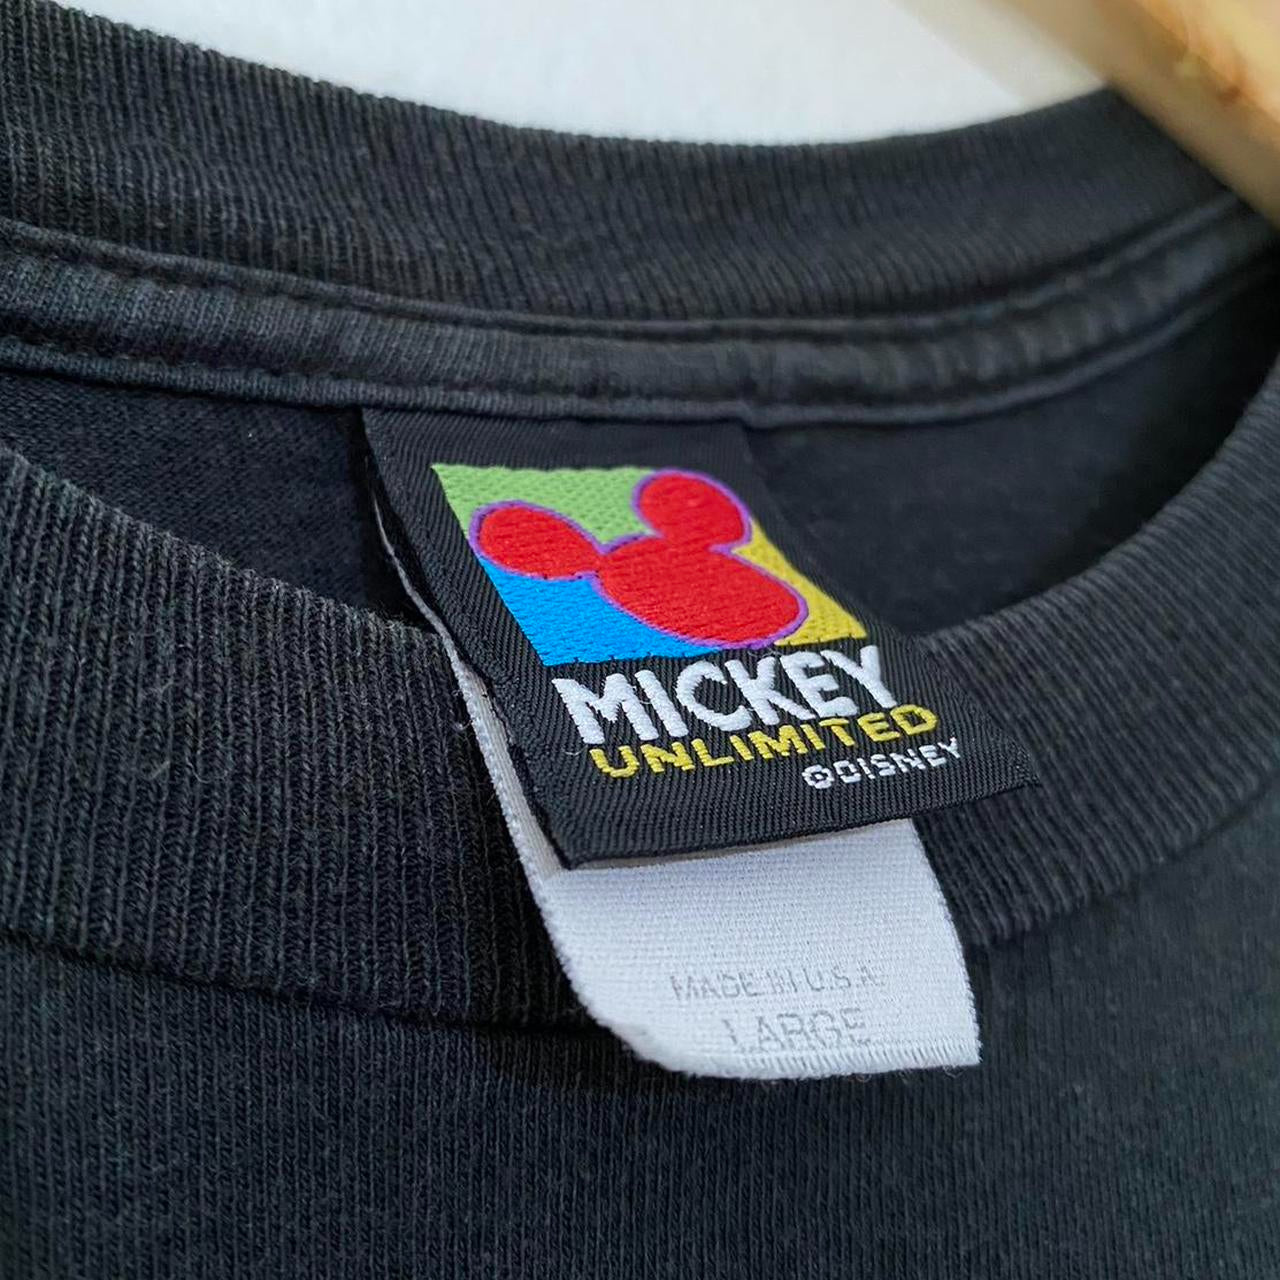 MICKEY
UNLIMITED
©DISNEY
MADE IN U.S.A.
LARGE